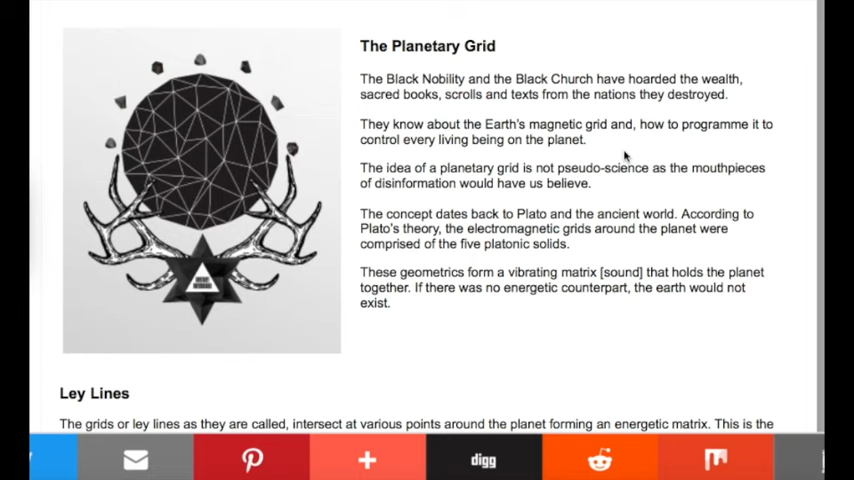 The Planetary Grid
The Black Nobility and the Black Church have hoarded the wealth,
sacred books, scrolls and texts from the nations they destroyed.
They know about the Earth's magnetic grid and, how to programme it to
control every living being on the planet.
The idea of a planetary grid is not pseudo-science as the mouthpieces
of disinformation would have us believe.
The concept dates back to Plato and the ancient world. According to
Plato's theory, the electromagnetic grids around the planet were
comprised of the five platonic solids.
These geometrics form a vibrating matrix [sound] that holds the planet
together. If there was no energetic counterpart, the earth would not
exist.
Ley Lines
The grids or ley lines as they are called, intersect at various points around the planet forming an energetic matrix. This is the
digg